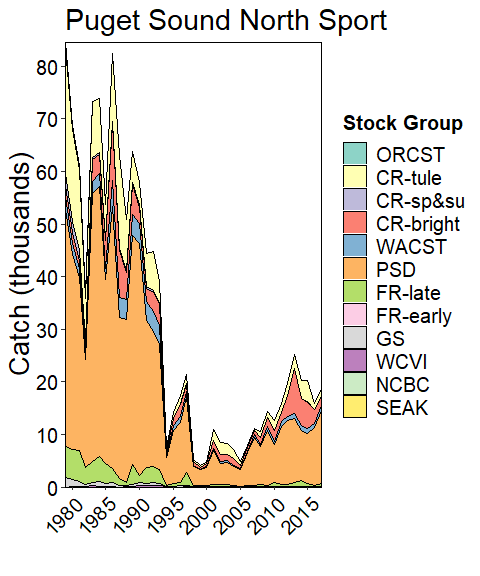 Puget Sound North Sport
Catch (thousands)
80
70
60
50
40
30
20
10
0
1980
1985
1990
1995
2000
2005
2010
2015
Stock Group
ORCST
CR-tule
CR-sp&su
CR-bright
WACST
PSD
FR-late
FR-early
GS
WCVI
NCBC
SEAK